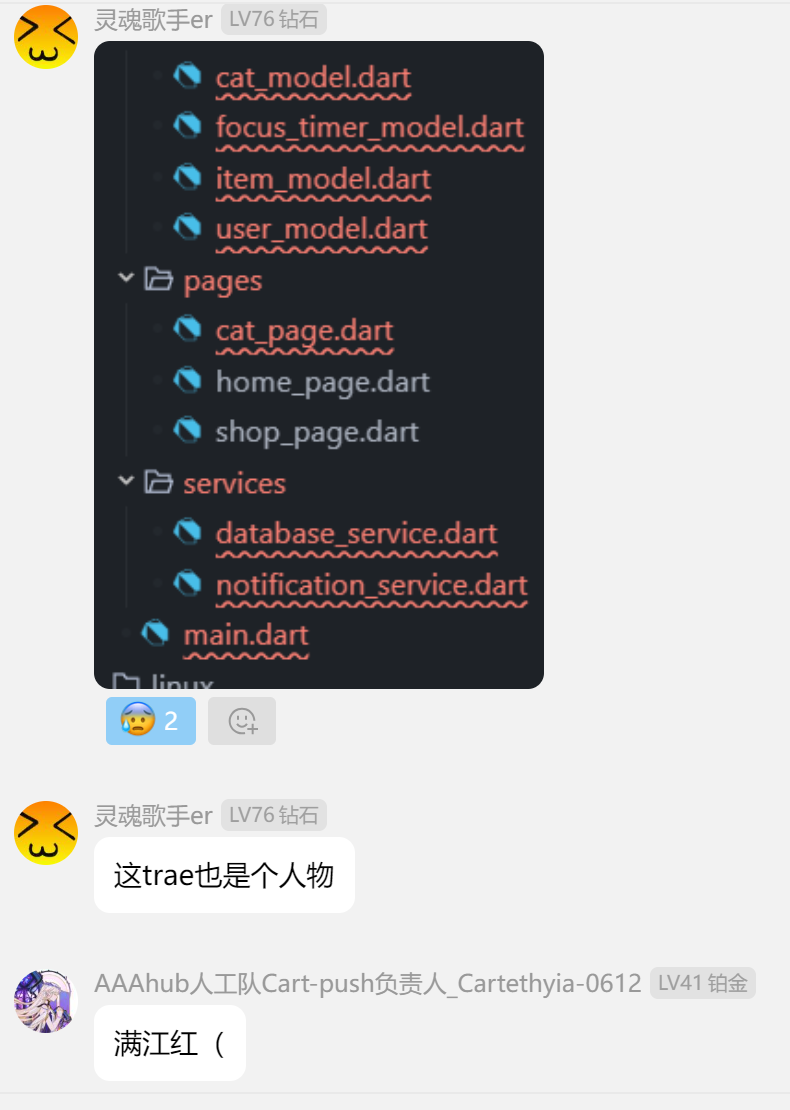 灵魂歌手er LV76 钻石
cat_model.dart
focus_timer_model.dart
item_model.dart
user_model.dart
pages
cat_page.dart
home_page.dart
shop_page.dart
services
database_service.dart
notification_service.dart
main.dart
linux
2
灵魂歌手er LV76 钻石
这trae也是个人物
AAAhub人工队Cart-push负责人_Cartethyia-0612 LV41 铂金
满江红（